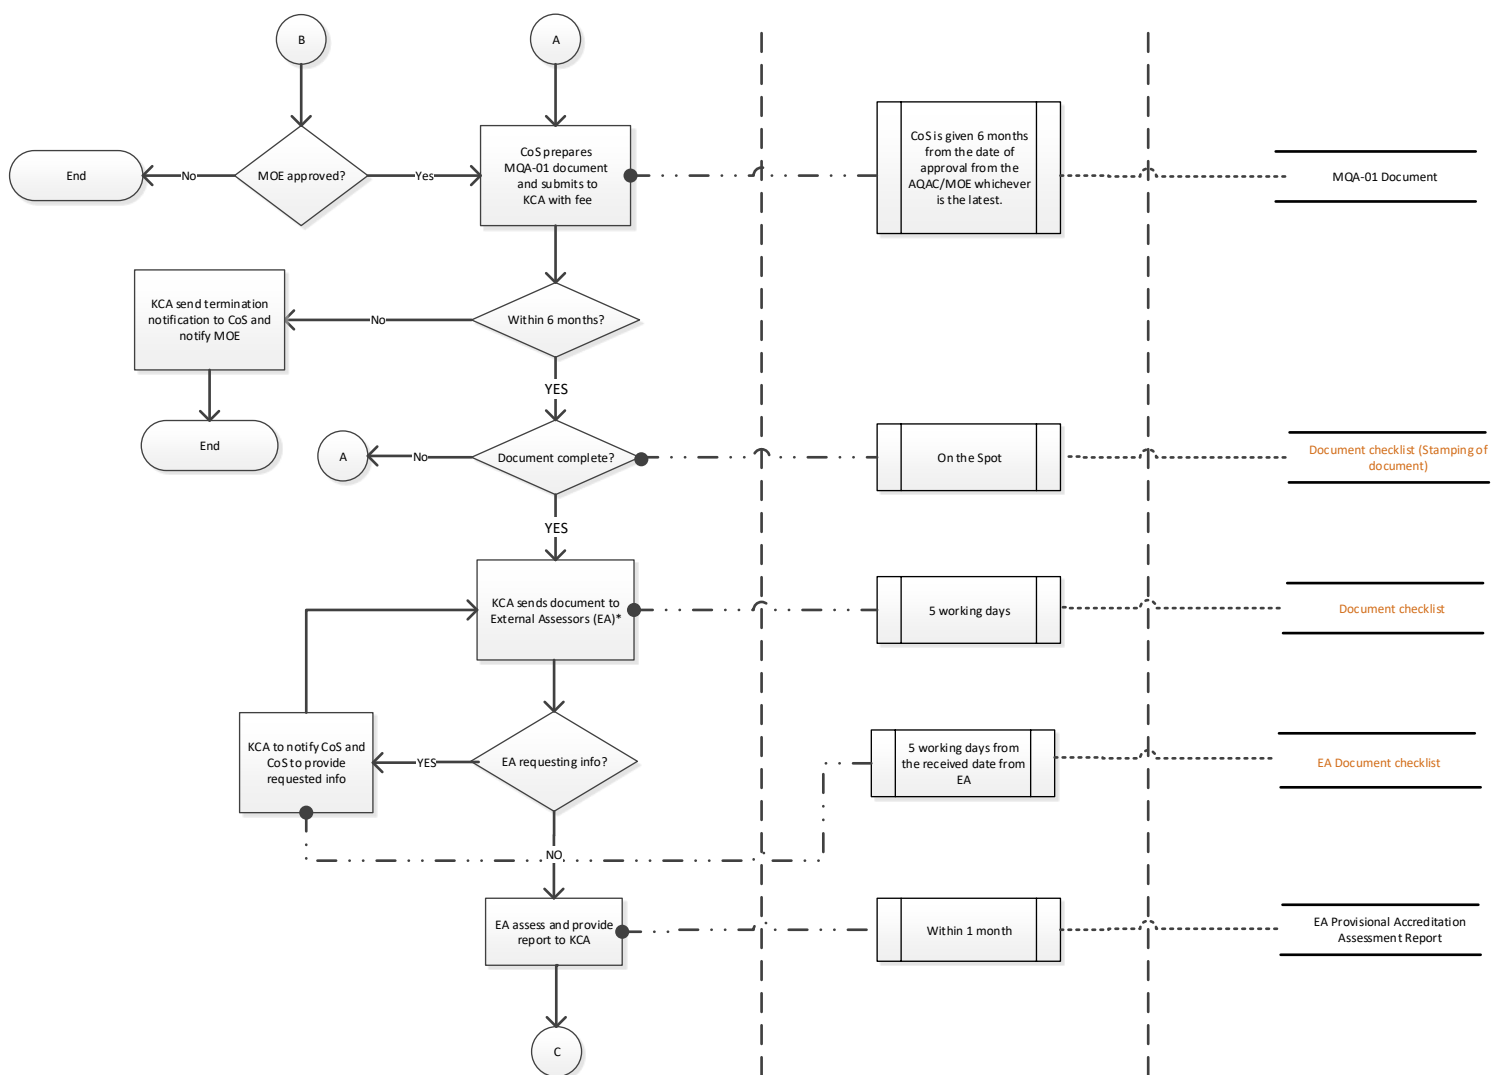 B
A
End
No
MOE approved?
Yes
CoS prepares
MQA-01 document
and submits to
KCA with fee
CoS is given 6 months
from the date of
approval from the
AQAC/MOE whichever
is the latest.
MQA-01 Document
KCA send termination
notification to CoS and
notify MOE
No
Within 6 months?
YES
End
A
No
Document complete?
On the Spot
Document checklist (Stamping of
document)
YES
KCA sends document to
External Assessors (EA)*
5 working days
Document checklist
KCA to notify CoS and
CoS to provide
requested info
YES
EA requesting info?
5 working days from
the received date from
EA
EA Document checklist
NO
EA assess and provide
report to KCA
Within 1 month
EA Provisional Accreditation
Assessment Report
C